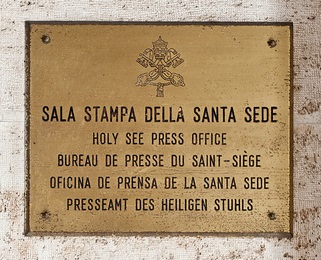 SALA STAMPA DELLA SANTA SEDE
HOLY SEE PRESS OFFICE
BUREAU DE PRESSE DU SAINT-SIÈGE
OFICINA DE PRENSA DE LA SANTA SEDE
PRESSEAMT DES HEILIGEN STUHLS